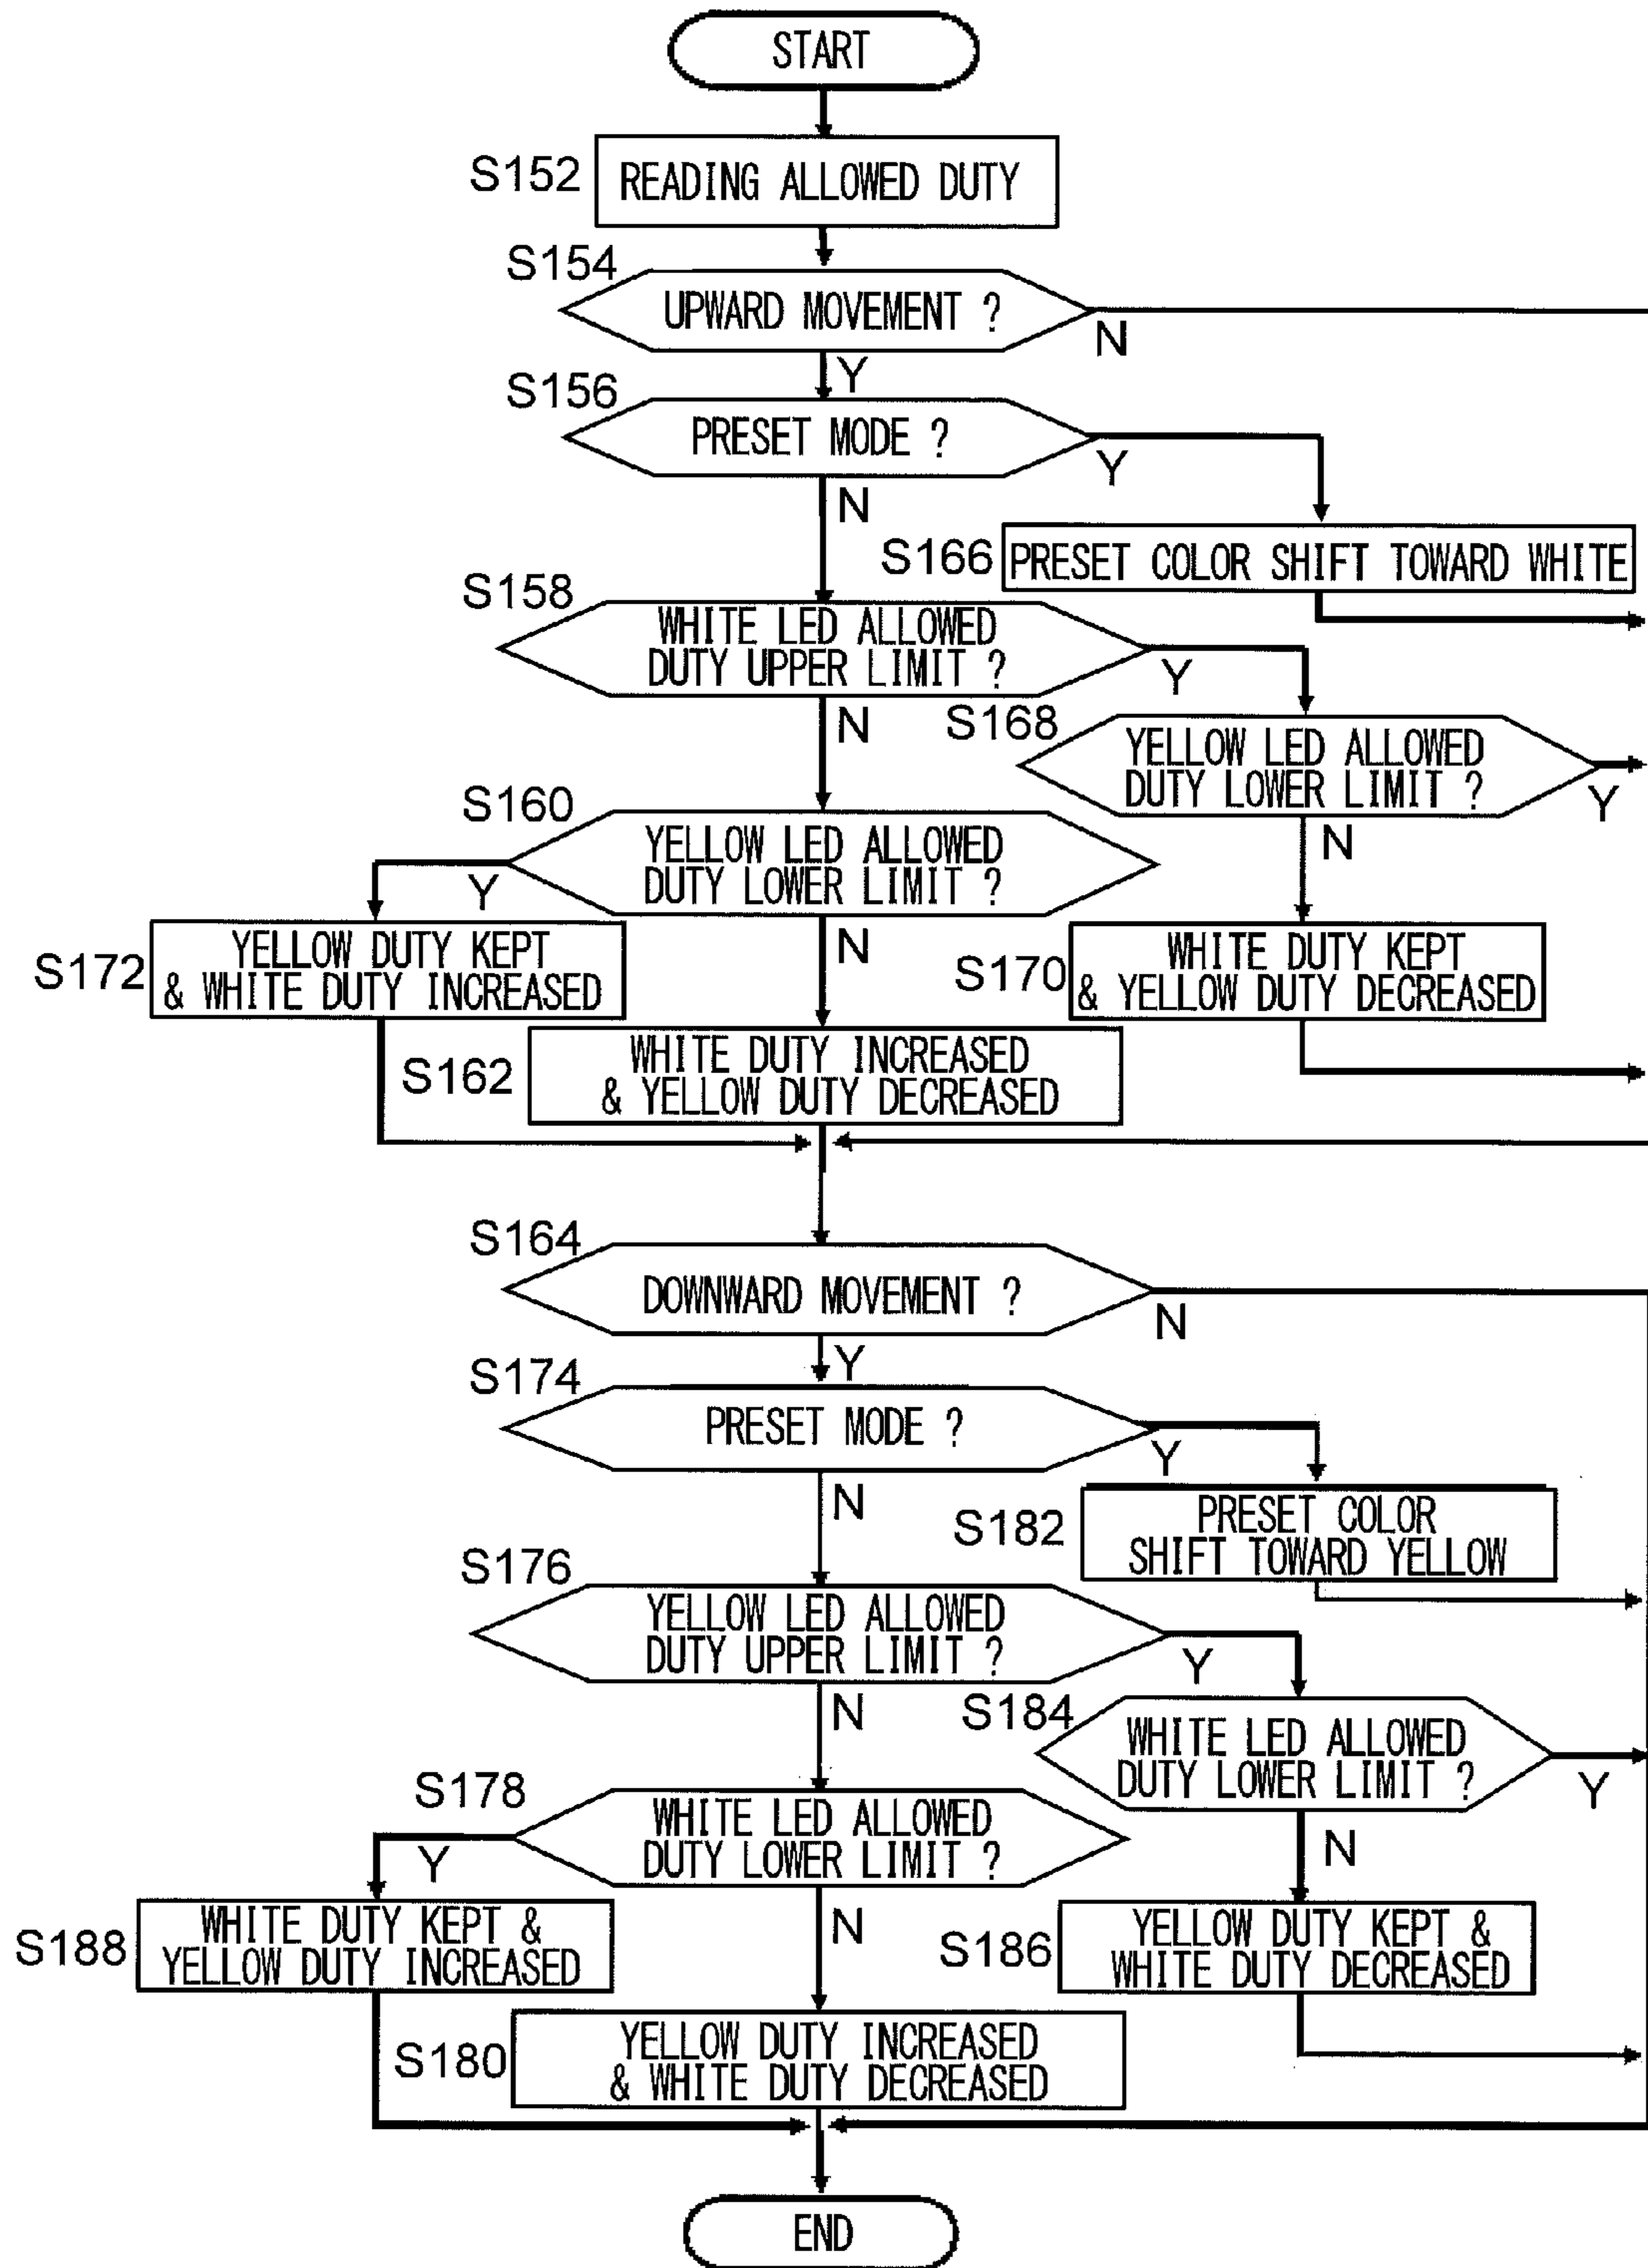 START
S152
READING ALLOWED DUTY
S154
UPWARD MOVEMENT ?
N
Y
S156
PRESET MODE ?
Y
N
S166
PRESET COLOR SHIFT TOWARD WHITE
S158
WHITE LED ALLOWED
DUTY UPPER LIMIT ?
Y
N
S168
YELLOW LED ALLOWED
DUTY LOWER LIMIT ?
Y
N
S160
YELLOW LED ALLOWED
DUTY LOWER LIMIT ?
Y
N
S172
YELLOW DUTY KEPT
& WHITE DUTY INCREASED
S170
WHITE DUTY KEPT
& YELLOW DUTY DECREASED
S162
WHITE DUTY INCREASED
& YELLOW DUTY DECREASED
S164
DOWNWARD MOVEMENT ?
N
Y
S174
PRESET MODE ?
Y
N
S182
PRESET COLOR
SHIFT TOWARD YELLOW
S176
YELLOW LED ALLOWED
DUTY UPPER LIMIT ?
Y
N
S184
WHITE LED ALLOWED
DUTY LOWER LIMIT ?
Y
N
S178
WHITE LED ALLOWED
DUTY LOWER LIMIT ?
Y
N
S188
WHITE DUTY KEPT &
YELLOW DUTY INCREASED
S186
YELLOW DUTY KEPT &
WHITE DUTY DECREASED
S180
YELLOW DUTY INCREASED
& WHITE DUTY DECREASED
END